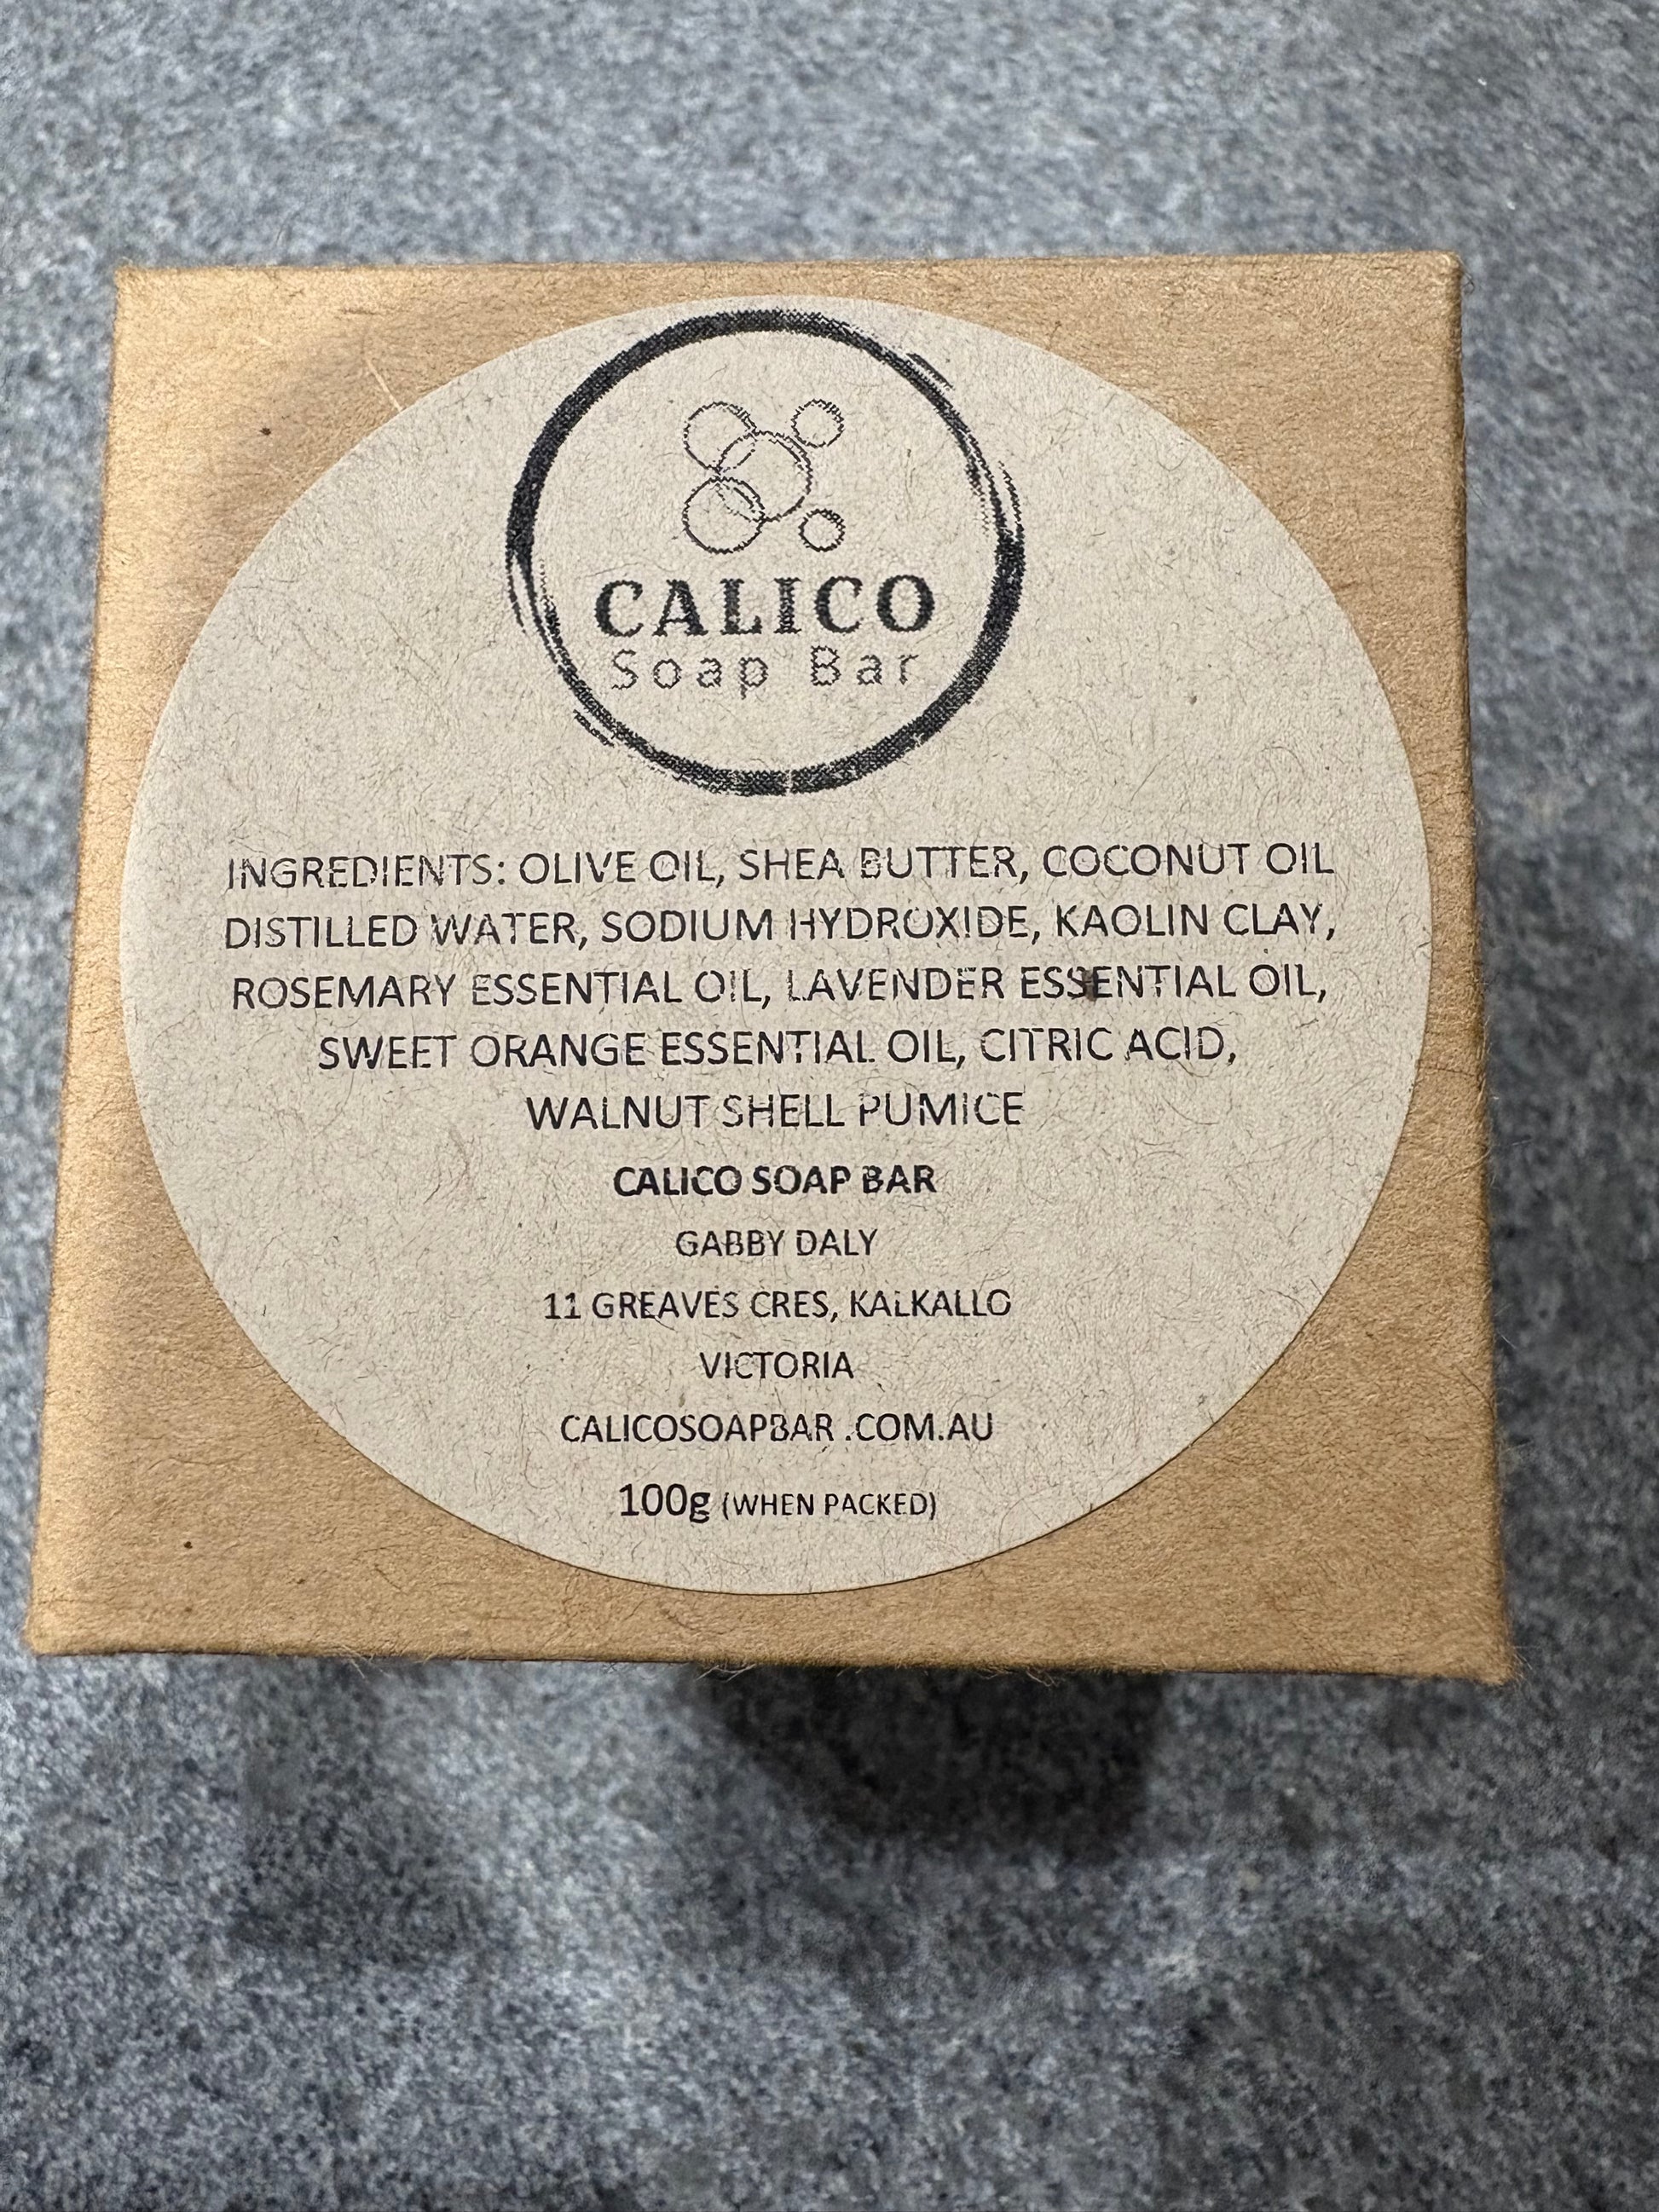 CALICO
Soap Bar
INGREDIENTS: OLIVE OIL, SHEA BUTTER, COCONUT OIL
DISTILLED WATER, SODIUM HYDROXIDE, KAOLIN CLAY,
ROSEMARY ESSENTIAL OIL, LAVENDER ESSENTIAL OIL,
SWEET ORANGE ESSENTIAL OIL, CITRIC ACID,
WALNUT SHELL PUMICE
CALICO SOAP BAR
GABBY DALY
11 GREAVES CRES, KALKALLO
VICTORIA
CALICOSOAPBAR .COM.AU
100g (WHEN PACKED)